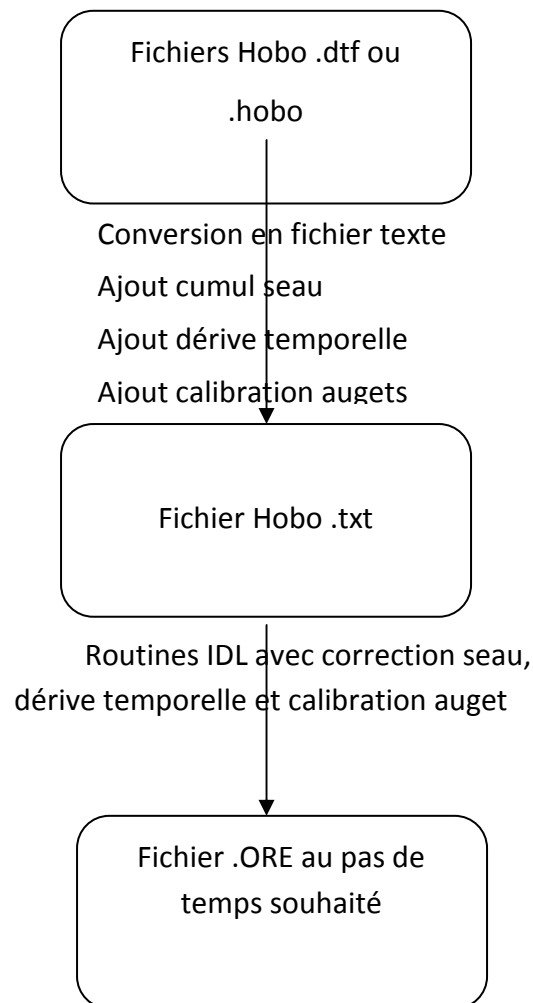 Fichiers Hobo .dtf ou
.hobo
Conversion en fichier texte
Ajout cumul seau
Ajout dérive temporelle
Ajout calibration augets
Fichier Hobo .txt
Routines IDL avec correction seau,
dérive temporelle et calibration auget
Fichier .ORE au pas de
temps souhaité